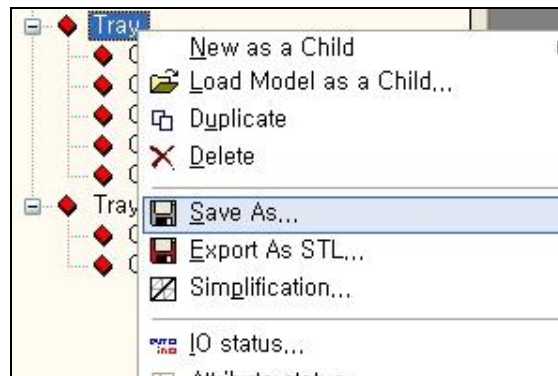 Tray
New as a Child
Load Model as a Child...
Duplicate
Delete
Tray
Save As...
Export As STL...
Simplification...
IO status...